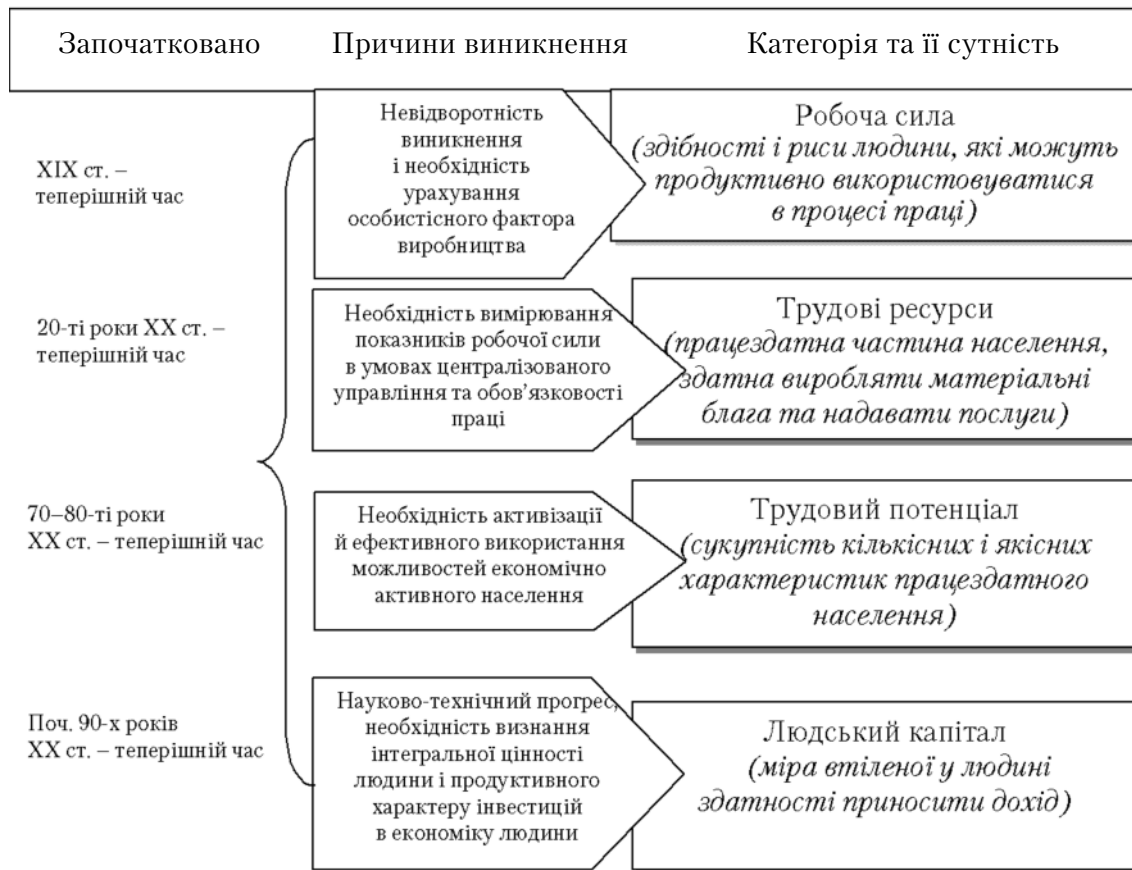 Започатковано
Причини виникнення
Категорія та її сутність
XIX ст. –
теперішній час
Невідворотність
виникнення
і необхідність
урахування
особистісного фактора
виробництва
Робоча сила
(здібності і риси людини, які можуть
продуктивно використовуватися
в процесі праці)
20-ті роки XX ст. –
теперішній час
Необхідність вимірювання
показників робочої сили
в умовах централізованого
управління та обов’язковості
праці
Трудові ресурси
(працездатна частина населення,
здатна виробляти матеріальні
блага та надавати послуги)
70–80-ті роки
XX ст. – теперішній час
Необхідність активізації
й ефективного використання
можливостей економічно
активного населення
Трудовий потенціал
(сукупність кількісних і якісних
характеристик працездатного
населення)
Поч. 90-х років
XX ст. – теперішній час
Науково-технічний прогрес,
необхідність визнання
інтегральної цінності
людини і продуктивного
характеру інвестицій
в економіку людини
Людський капітал
(міра втіленої у людині
здатності приносити дохід)